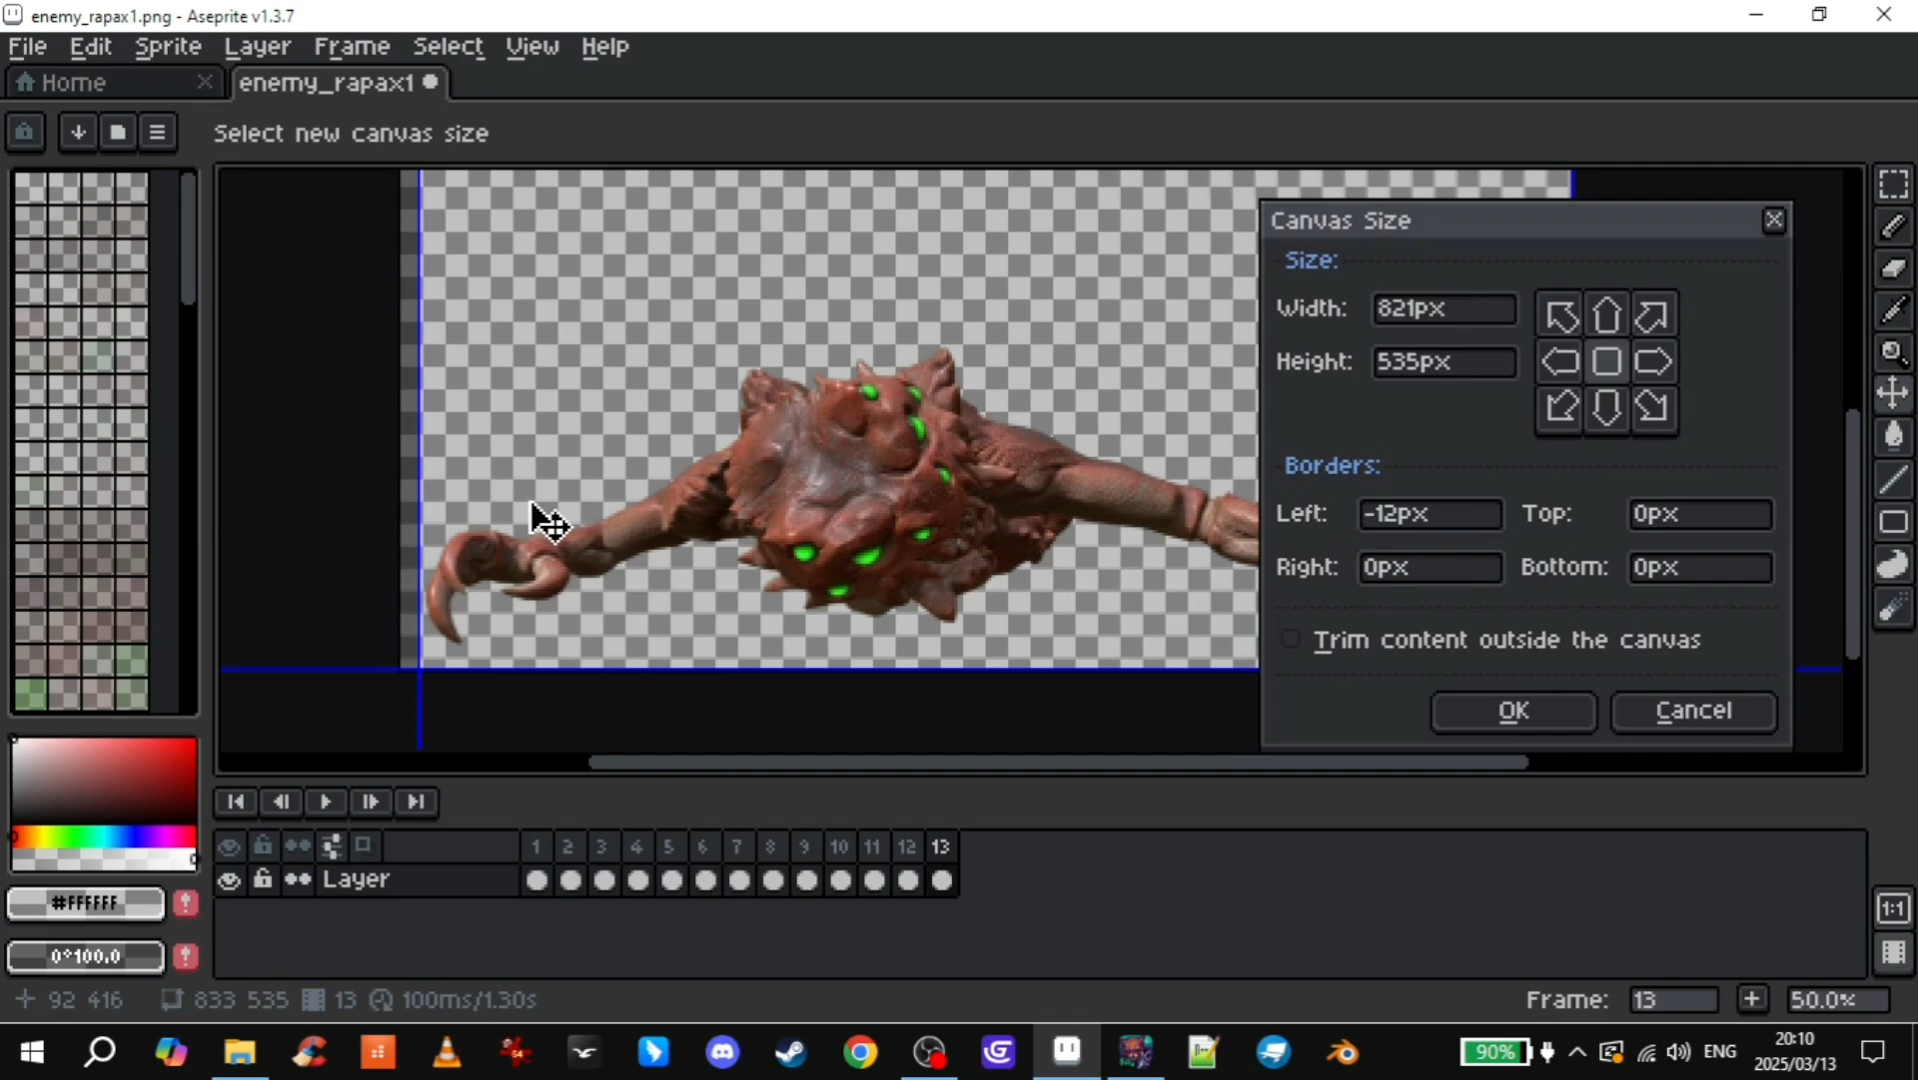 enemy_rapax1.png - Aseprite v1.3.7
File Edit Sprite Layer Frame Select View Help
Home
enemy_rapax1
Select new canvas size
Canvas Size
Size:
Width: 821px
Height: 535px
Borders:
Left: -12px Top: 0px
Right: 0px Bottom: 0px
Trim content outside the canvas
OK Cancel
1 2 3 4 5 6 7 8 9 10 11 12 13
Layer
#FFFFFF
0°100.0
1:1
92 416 833 535 13 100ms/1.30s
Frame: 13 + 50.0%
90% ENG
20:10
2025/03/13